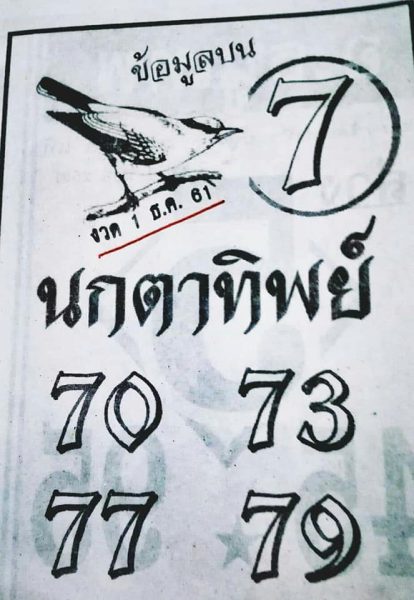 ข้อมูลบน
7
งวด 1 ธ.ค. 61
นกตาทิพย์
70 73
77 79